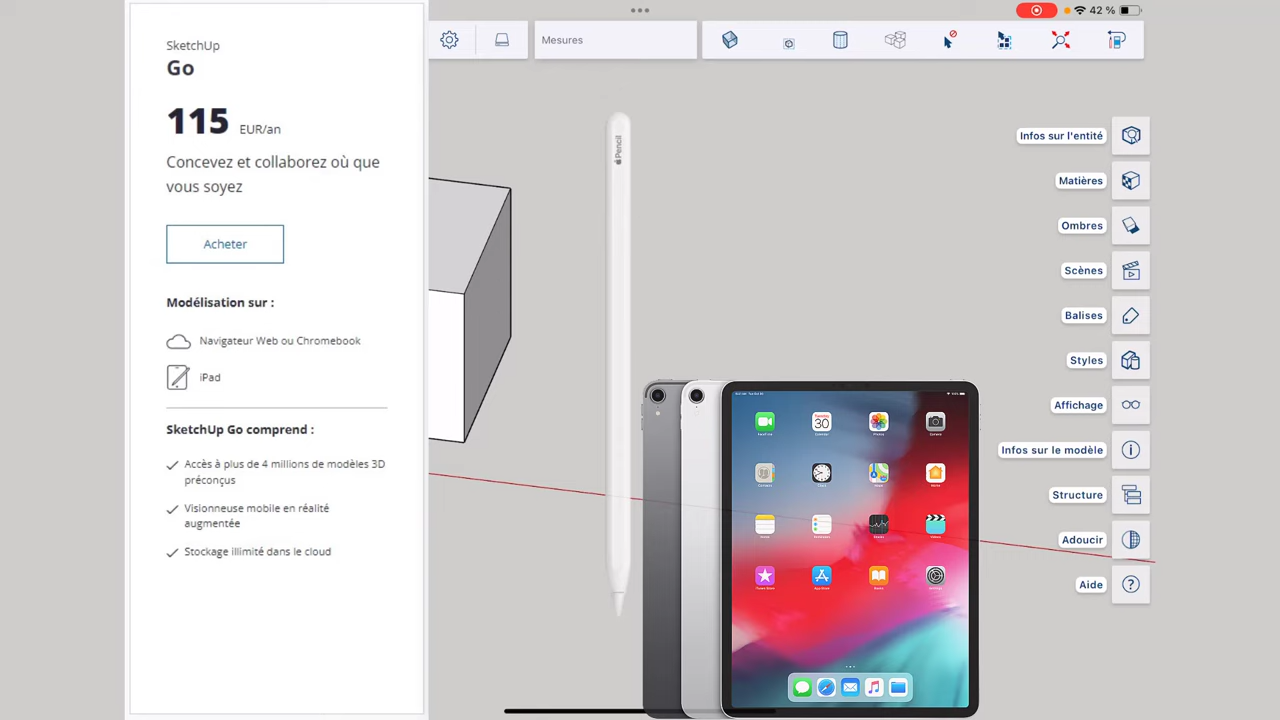 42 %
SketchUp
Go
115 EUR/an
Concevez et collaborez où que
vous soyez
Acheter
Modélisation sur :
Navigateur Web ou Chromebook
iPad
SketchUp Go comprend :
Accès à plus de 4 millions de modèles 3D
préconçus
Visionneuse mobile en réalité
augmentée
Stockage illimité dans le cloud
Mesures
Pencil
Infos sur l'entité
Matières
Ombres
Scènes
Balises
Styles
Affichage
Infos sur le modèle
Structure
Adoucir
Aide
30